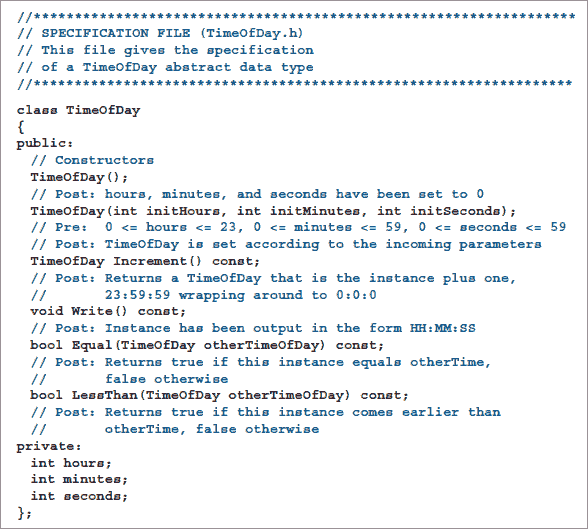 //******************************************************************
// SPECIFICATION FILE (TimeOfDay.h)
// This file gives the specification
// of a TimeOfDay abstract data type
//******************************************************************
class TimeOfDay
{
public:
  // Constructors
  TimeOfDay();
  // Post: hours, minutes, and seconds have been set to 0
  TimeOfDay(int initHours, int initMinutes, int initSeconds);
  // Pre:  0 <= hours <= 23, 0 <= minutes <= 59, 0 <= seconds <= 59
  // Post: TimeOfDay is set according to the incoming parameters
  TimeOfDay Increment() const;
  // Post: Returns a TimeOfDay that is the instance plus one,
  //       23:59:59 wrapping around to 0:0:0
  void Write() const;
  // Post: Instance has been output in the form HH:MM:SS
  bool Equal(TimeOfDay otherTimeOfDay) const;
  // Post: Returns true if this instance equals otherTime,
  //       false otherwise
  bool LessThan(TimeOfDay otherTimeOfDay) const;
  // Post: Returns true if this instance comes earlier than
  //       otherTime, false otherwise
private:
  int hours;
  int minutes;
  int seconds;
};